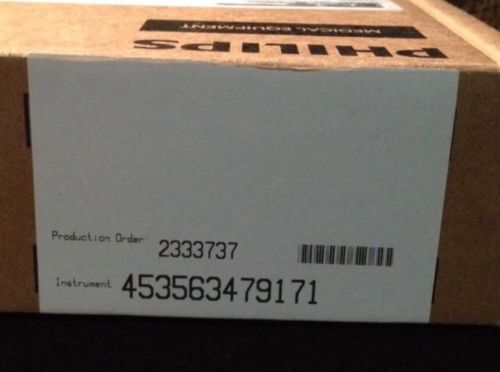 PHILIPS
MEDICAL EQUIPMENT
Production Order: 2333737
Instrument 453563479171